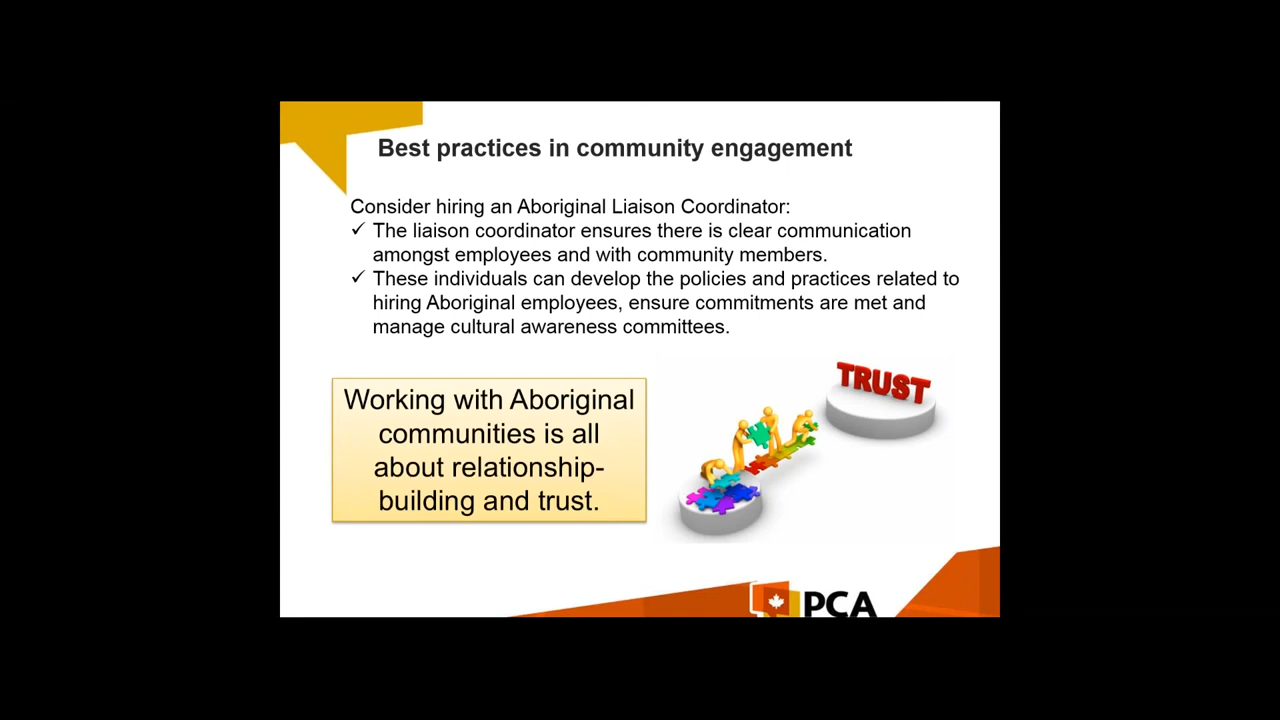 Best practices in community engagement
Consider hiring an Aboriginal Liaison Coordinator:
✓ The liaison coordinator ensures there is clear communication
amongst employees and with community members.
✓ These individuals can develop the policies and practices related to
hiring Aboriginal employees, ensure commitments are met and
manage cultural awareness committees.
Working with Aboriginal
communities is all
about relationship-
building and trust.
TRUST
PCA